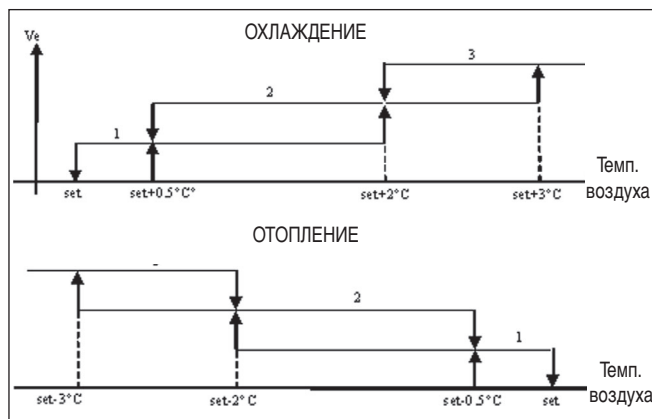 ОХЛАЖДЕНИЕ
Ve
3
2
1
Темп.
воздуха
set
set+0.5°C°
set+2°C
set+3°C
ОТОПЛЕНИЕ
-
2
1
Темп.
воздуха
set-3°C
set-2°C
set-0.5°C
set